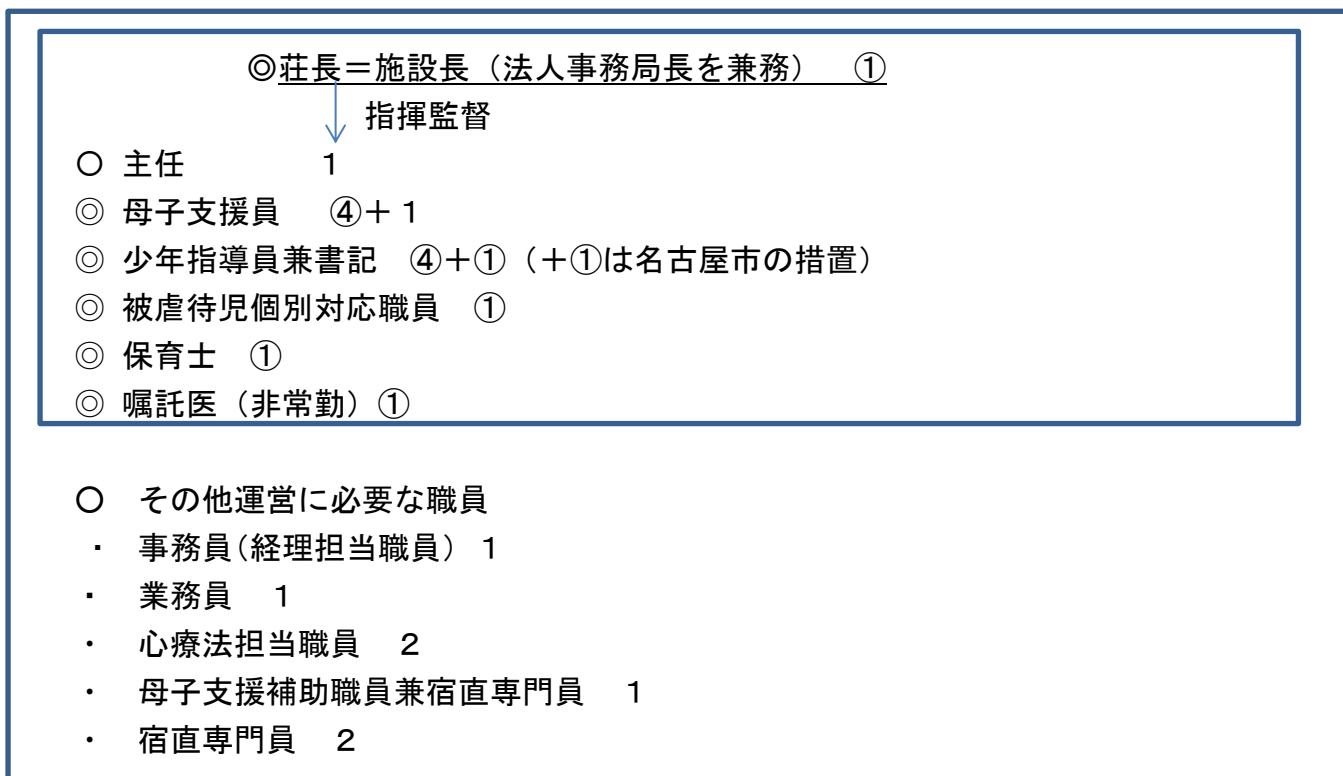 ◎荘長＝施設長（法人事務局長を兼務）　①
指揮監督
〇 主任　　　　　１
◎ 母子支援員　　④＋１
◎ 少年指導員兼書記　④＋①（＋①は名古屋市の措置）
◎ 被虐待児個別対応職員　①
◎ 保育士　①
◎ 嘱託医（非常勤）①
〇　その他運営に必要な職員
・　事務員（経理担当職員）１
・　業務員　１
・　心療法担当職員　２
・　母子支援補助職員兼宿直専門員　１
・　宿直専門員　２